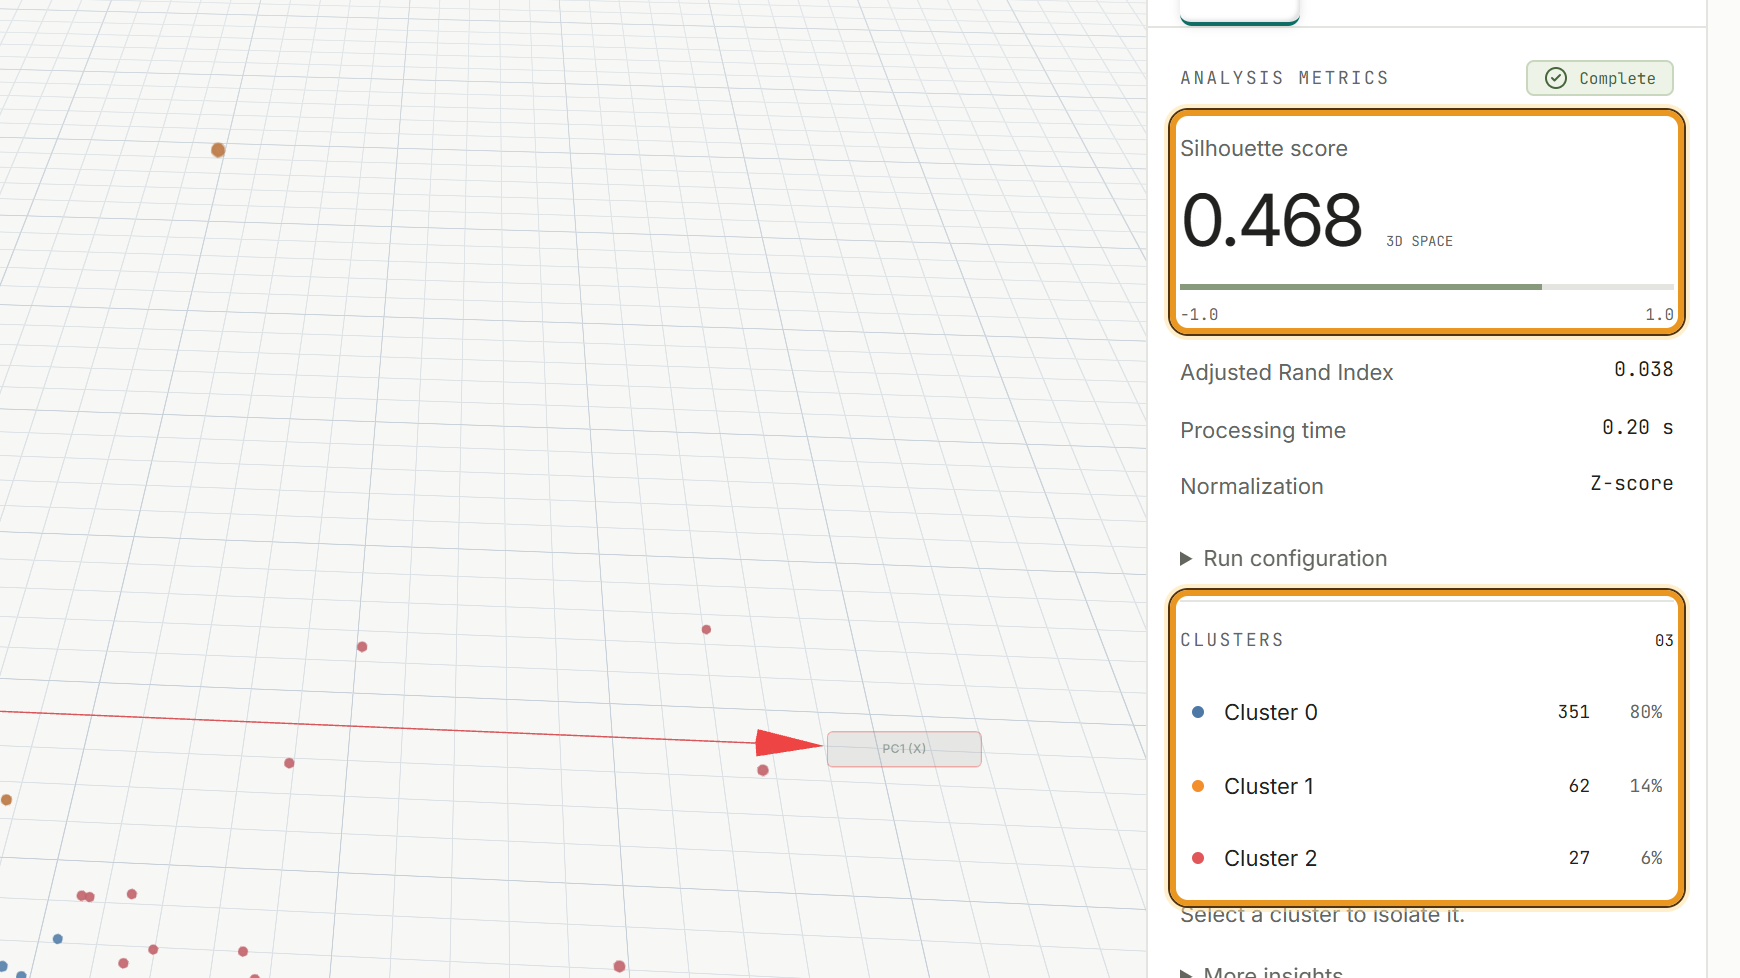 ANALYSIS METRICS
Complete
Silhouette score
0.468 3D SPACE
-1.0 1.0
Adjusted Rand Index 0.038
Processing time 0.20 s
Normalization Z-score
Run configuration
CLUSTERS 03
Cluster 0 351 80%
Cluster 1 62 14%
Cluster 2 27 6%
Select a cluster to isolate it.
More insights
PC1 (X)